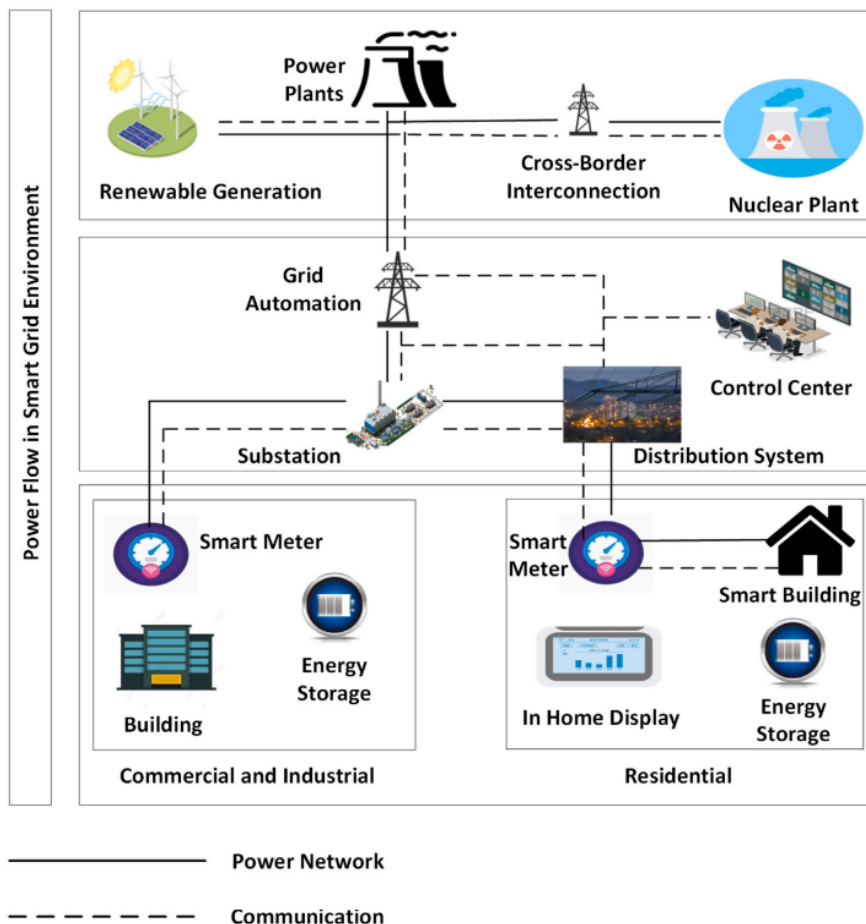 Power Flow in Smart Grid Environment
Power
Plants
Renewable Generation
Cross-Border
Interconnection
Nuclear Plant
Grid
Automation
Control Center
Substation
Distribution System
Smart Meter
Energy
Storage
Building
Commercial and Industrial
Smart
Meter
Smart Building
In Home Display
Energy
Storage
Residential
Power Network
Communication